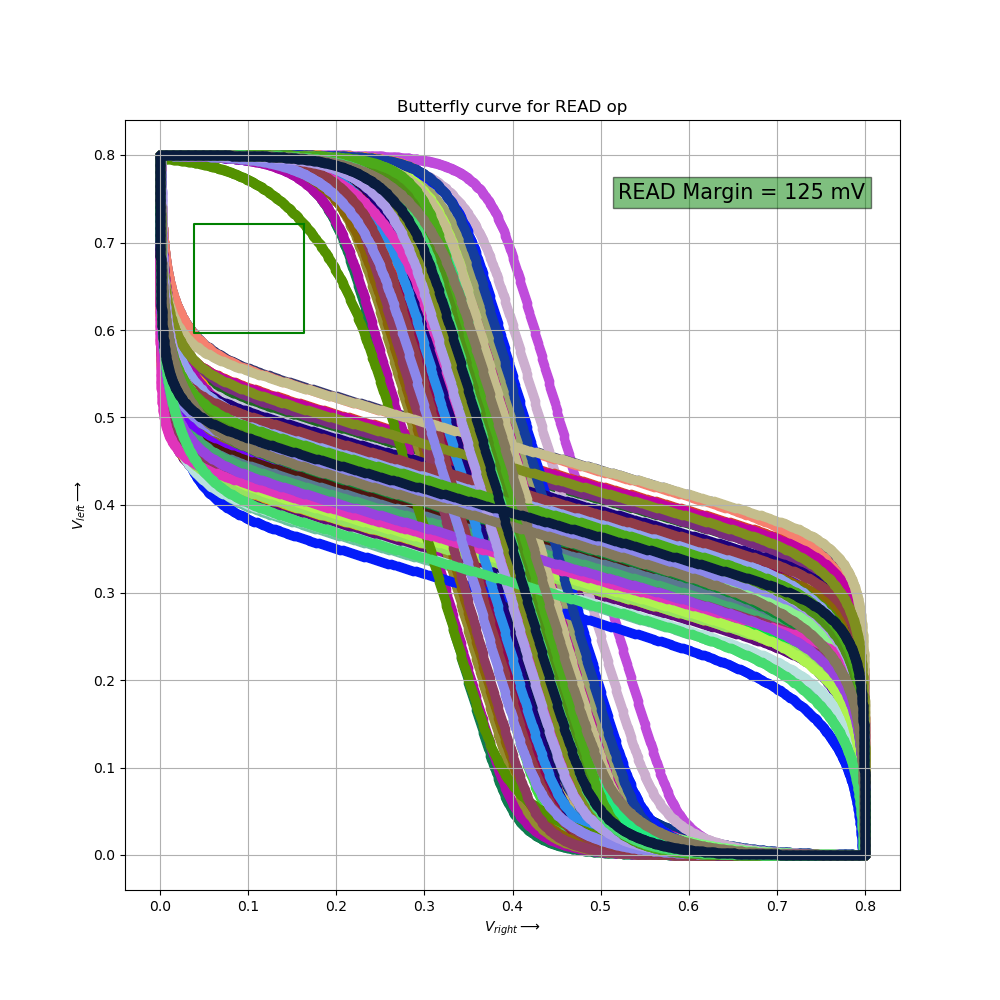 Butterfly curve for READ op
READ Margin = 125 mV
0.8
0.7
0.6
0.5
0.4
0.3
0.2
0.1
0.0
V_left ⟶
0.0 0.1 0.2 0.3 0.4 0.5 0.6 0.7 0.8
V_right ⟶